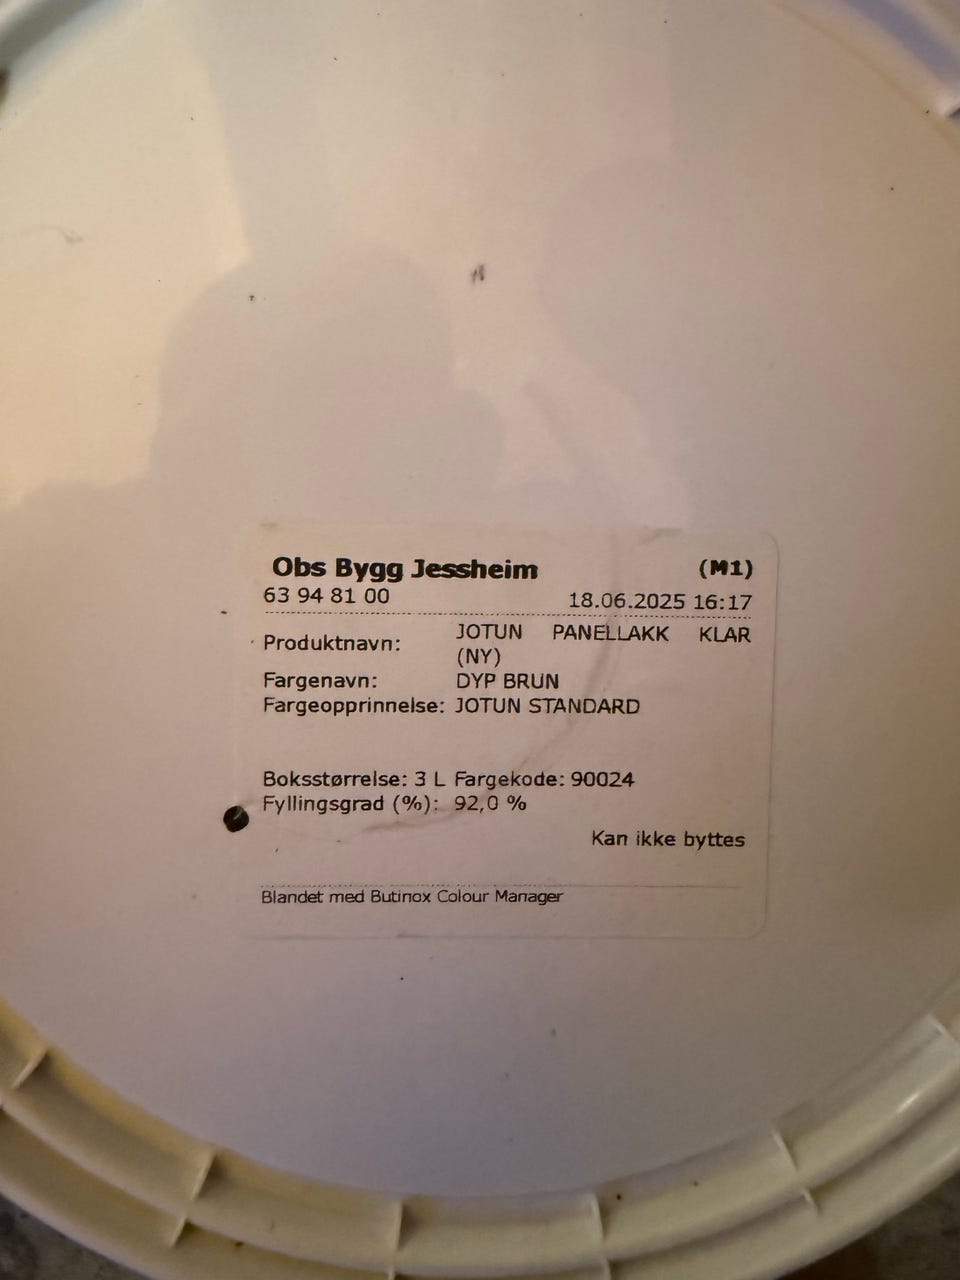 Obs Bygg Jessheim (M1)
63 94 81 00 18.06.2025 16:17
Produktnavn: JOTUN PANELLAKK KLAR
(NY)
Fargenavn: DYP BRUN
Fargeopprinnelse: JOTUN STANDARD
Boksstørrelse: 3 L Fargekode: 90024
Fyllingsgrad (%): 92,0 %
Kan ikke byttes
Blandet med Butinox Colour Manager